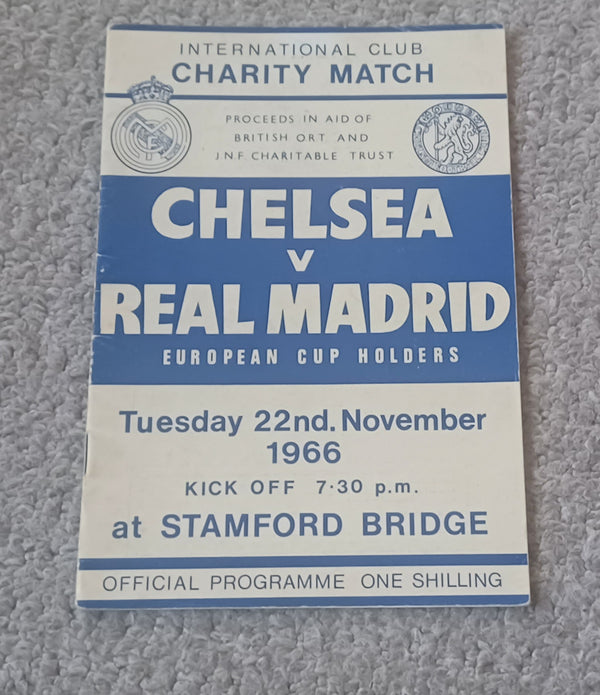 INTERNATIONAL CLUB
CHARITY MATCH
PROCEEDS IN AID OF
BRITISH ORT AND
J.N.F. CHARITABLE TRUST
CHELSEA
V
REAL MADRID
EUROPEAN CUP HOLDERS
Tuesday 22nd. November
1966
KICK OFF 7·30 p.m.
at STAMFORD BRIDGE
OFFICIAL PROGRAMME ONE SHILLING